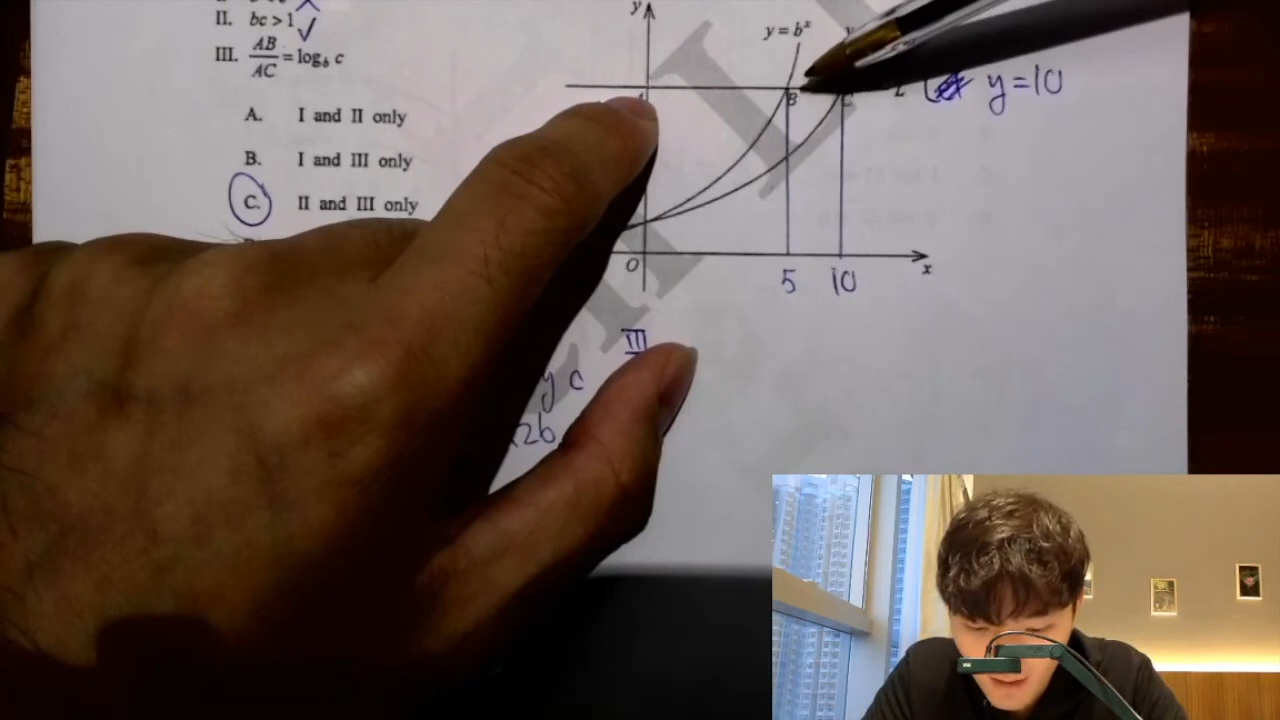 II. bc > 1 ✓
III. AB/AC = log_b c
A. I and II only
B. I and III only
C. II and III only
y
y = b^x
B
C
y=10
O
x
5 10
III
y c
2b